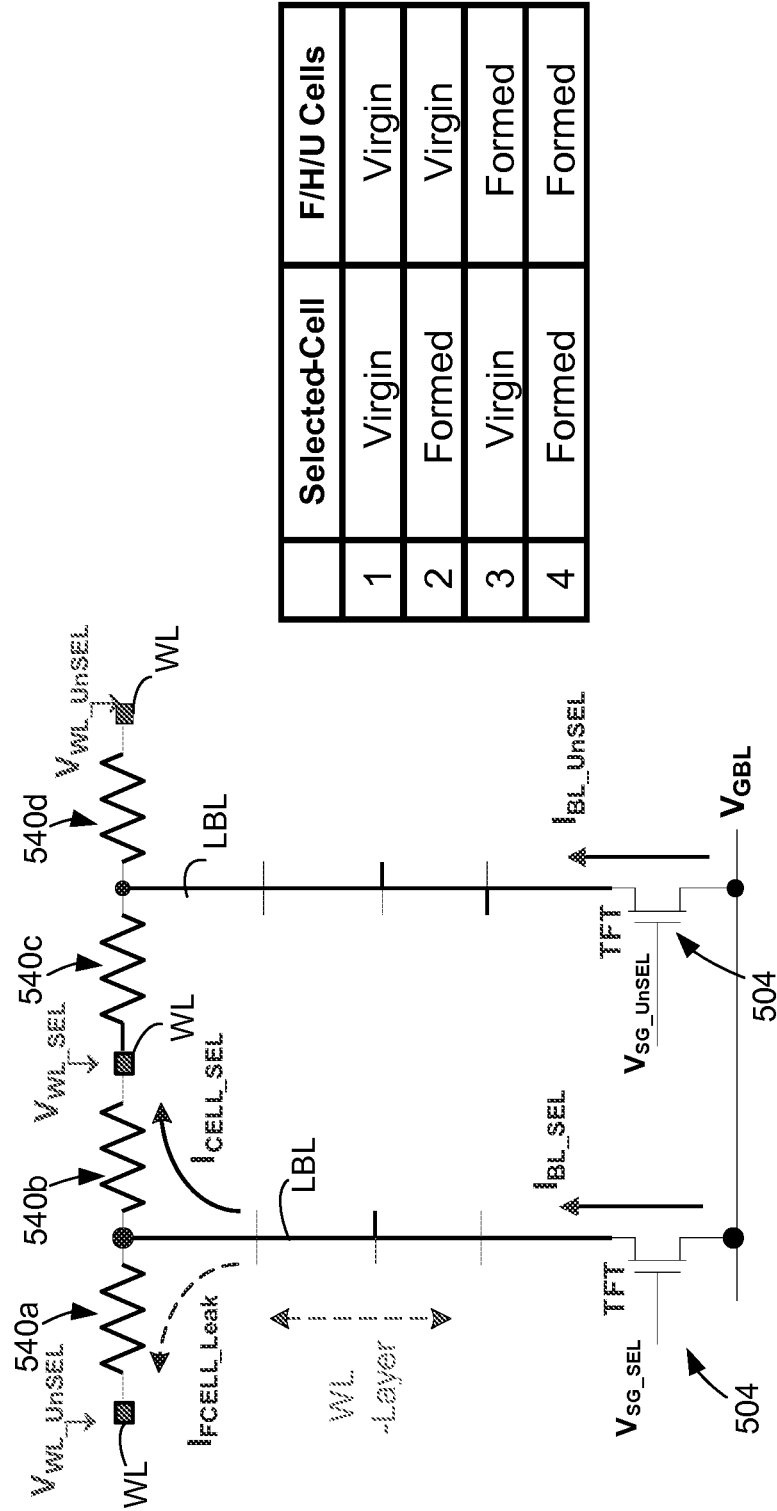 540a
540b
540c
540d
V_WL_UnSEL
V_WL_SEL
V_WL_UnSEL
WL
WL
WL
I_FCELL_Leak
I_CELL_SEL
LBL
LBL
WL
-Layer
I_BL_SEL
I_BL_UnSEL
TFT
TFT
V_SG_SEL
V_SG_UnSEL
504
504
V_GBL
Selected-Cell F/H/U Cells
1 Virgin Virgin
2 Formed Virgin
3 Virgin Formed
4 Formed Formed